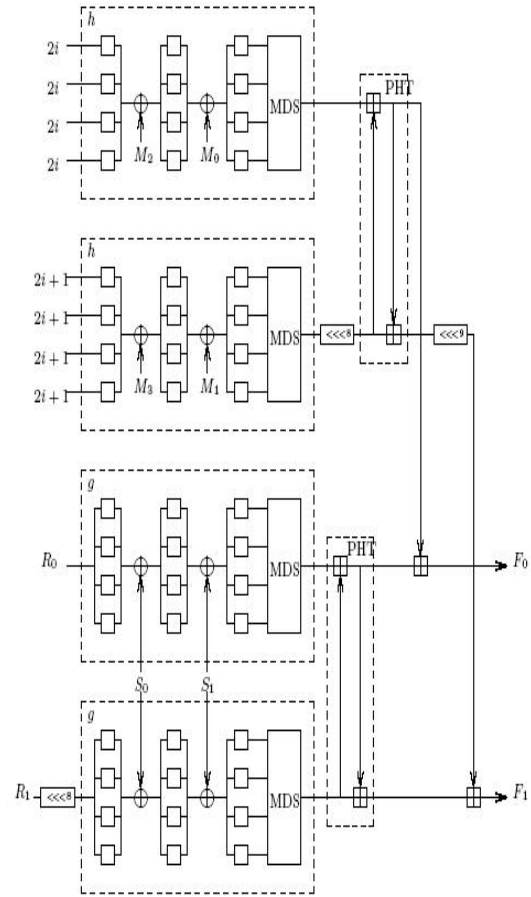 h
2i
2i
2i
2i
M₂
M₀
MDS
PHT
h
2i+1
2i+1
2i+1
2i+1
M₃
M₁
MDS
<<<8
<<<9
g
R₀
MDS
PHT
F₀
S₀
S₁
g
R₁
<<<8
MDS
F₁